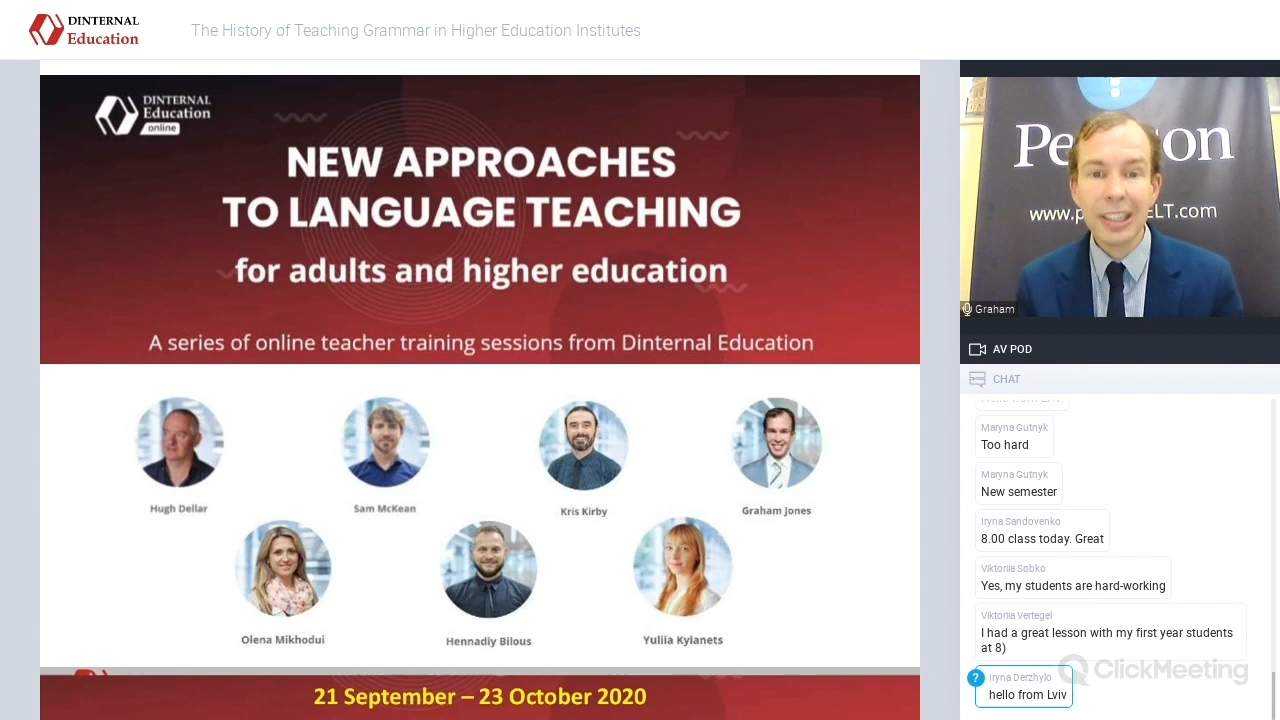 DINTERNAL
Education
The History of Teaching Grammar in Higher Education Institutes
DINTERNAL
Education
online
NEW APPROACHES
TO LANGUAGE TEACHING
for adults and higher education
A series of online teacher training sessions from Dinternal Education
Hugh Dellar
Sam McKean
Kris Kirby
Graham Jones
Olena Mikhodui
Hennadiy Bilous
Yuliia Kyianets
21 September – 23 October 2020
Graham
AV POD
CHAT
Maryna Gutnyk
Too hard
Maryna Gutnyk
New semester
Iryna Sandovenko
8.00 class today. Great
Viktoriia Sobko
Yes, my students are hard-working
Viktoriia Vertegel
I had a great lesson with my first year students
at 8)
?
iryna Derzhylo
hello from Lviv
ClickMeeting